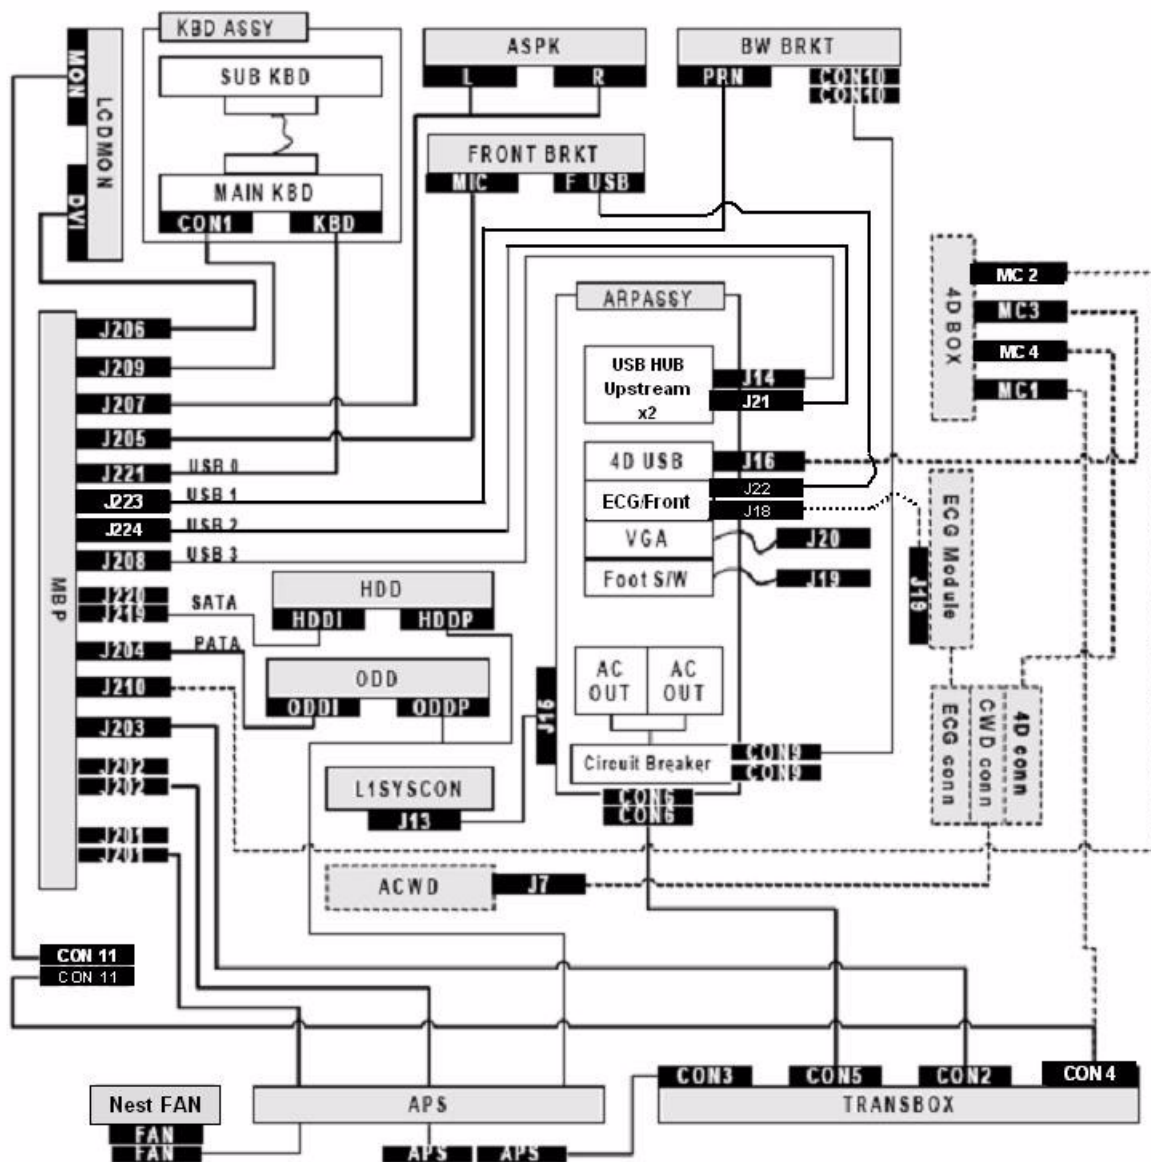 KBD ASSY
SUB KBD
MAIN KBD
CON1
KBD
MON
LCDMON
DVI
ASPK
L
R
FRONT BRKT
MIC
F USB
BW BRKT
PRN
CON10
CON10
4D BOX
MC 2
MC3
MC 4
MC1
MBP
J206
J209
J207
J205
J221
USB 0
J223
USB 1
J224
USB 2
J208
USB 3
J220
J219
SATA
J204
PATA
J210
J203
J202
J202
J201
J201
ARPASSY
USB HUB
Upstream
x2
J14
J21
4D USB
J16
ECG/Front
J22
J18
VGA
J20
Foot S/W
J19
AC
OUT
AC
OUT
Circuit Breaker
CON9
CON9
CON6
CON6
HDD
HDDI
HDDP
ODD
ODDI
ODDP
L1SYSCON
J13
ACWD
J7
ECG Module
J19
ECG conn
CWD conn
4D conn
CON 11
CON 11
Nest FAN
FAN
FAN
APS
APS
APS
CON3
CON5
CON2
CON 4
TRANSBOX